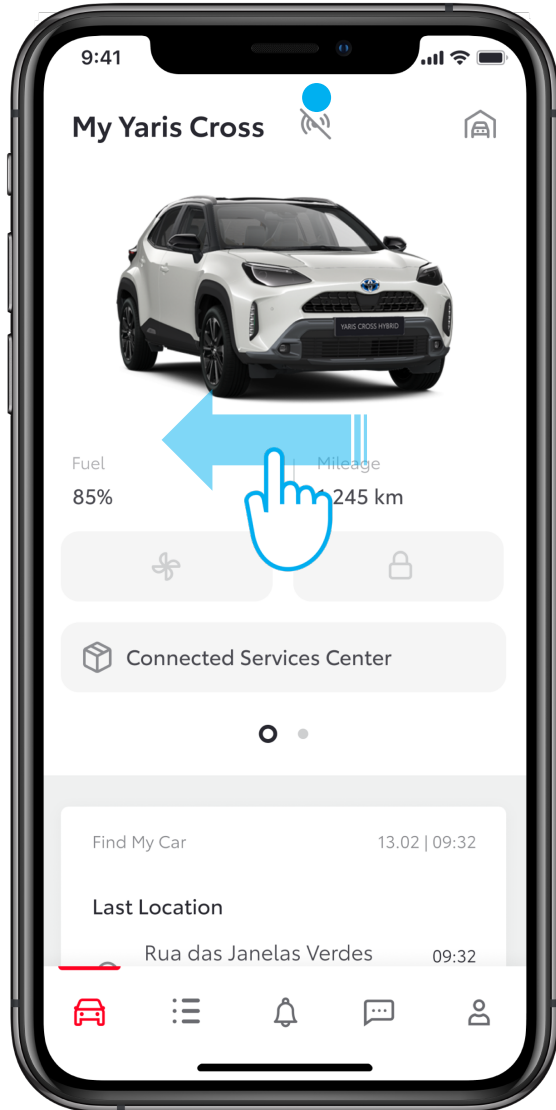 9:41
My Yaris Cross
YARIS CROSS HYBRID
Fuel
Mileage
85%
245 km
Connected Services Center
Find My Car
13.02 | 09:32
Last Location
Rua das Janelas Verdes
09:32